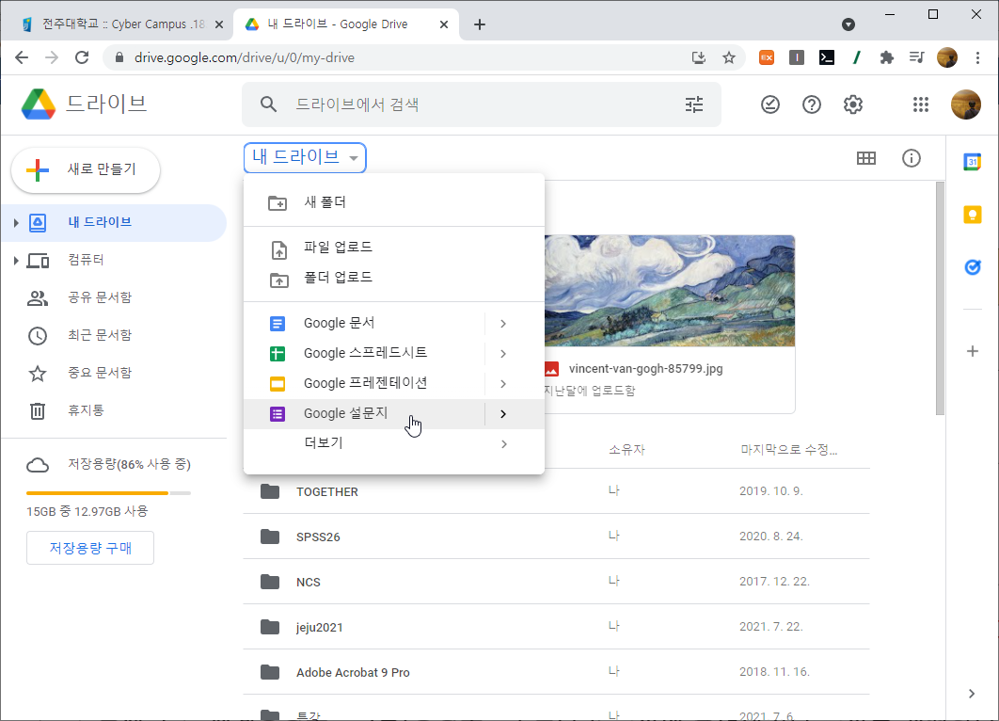 전주대학교 :: Cyber Campus .18
내 드라이브 - Google Drive
drive.google.com/drive/u/0/my-drive
EX
I
드라이브
드라이브에서 검색
새로 만들기
내 드라이브
컴퓨터
공유 문서함
최근 문서함
중요 문서함
휴지통
저장용량(86% 사용 중)
15GB 중 12.97GB 사용
저장용량 구매
내 드라이브
새 폴더
파일 업로드
폴더 업로드
Google 문서
Google 스프레드시트
Google 프레젠테이션
Google 설문지
더보기
vincent-van-gogh-85799.jpg
지난달에 업로드함
소유자 마지막으로 수정...
TOGETHER 나 2019. 10. 9.
SPSS26 나 2020. 8. 24.
NCS 나 2017. 12. 22.
jeju2021 나 2021. 7. 22.
Adobe Acrobat 9 Pro 나 2018. 11. 16.
특강 나 2021. 7. 6.
31